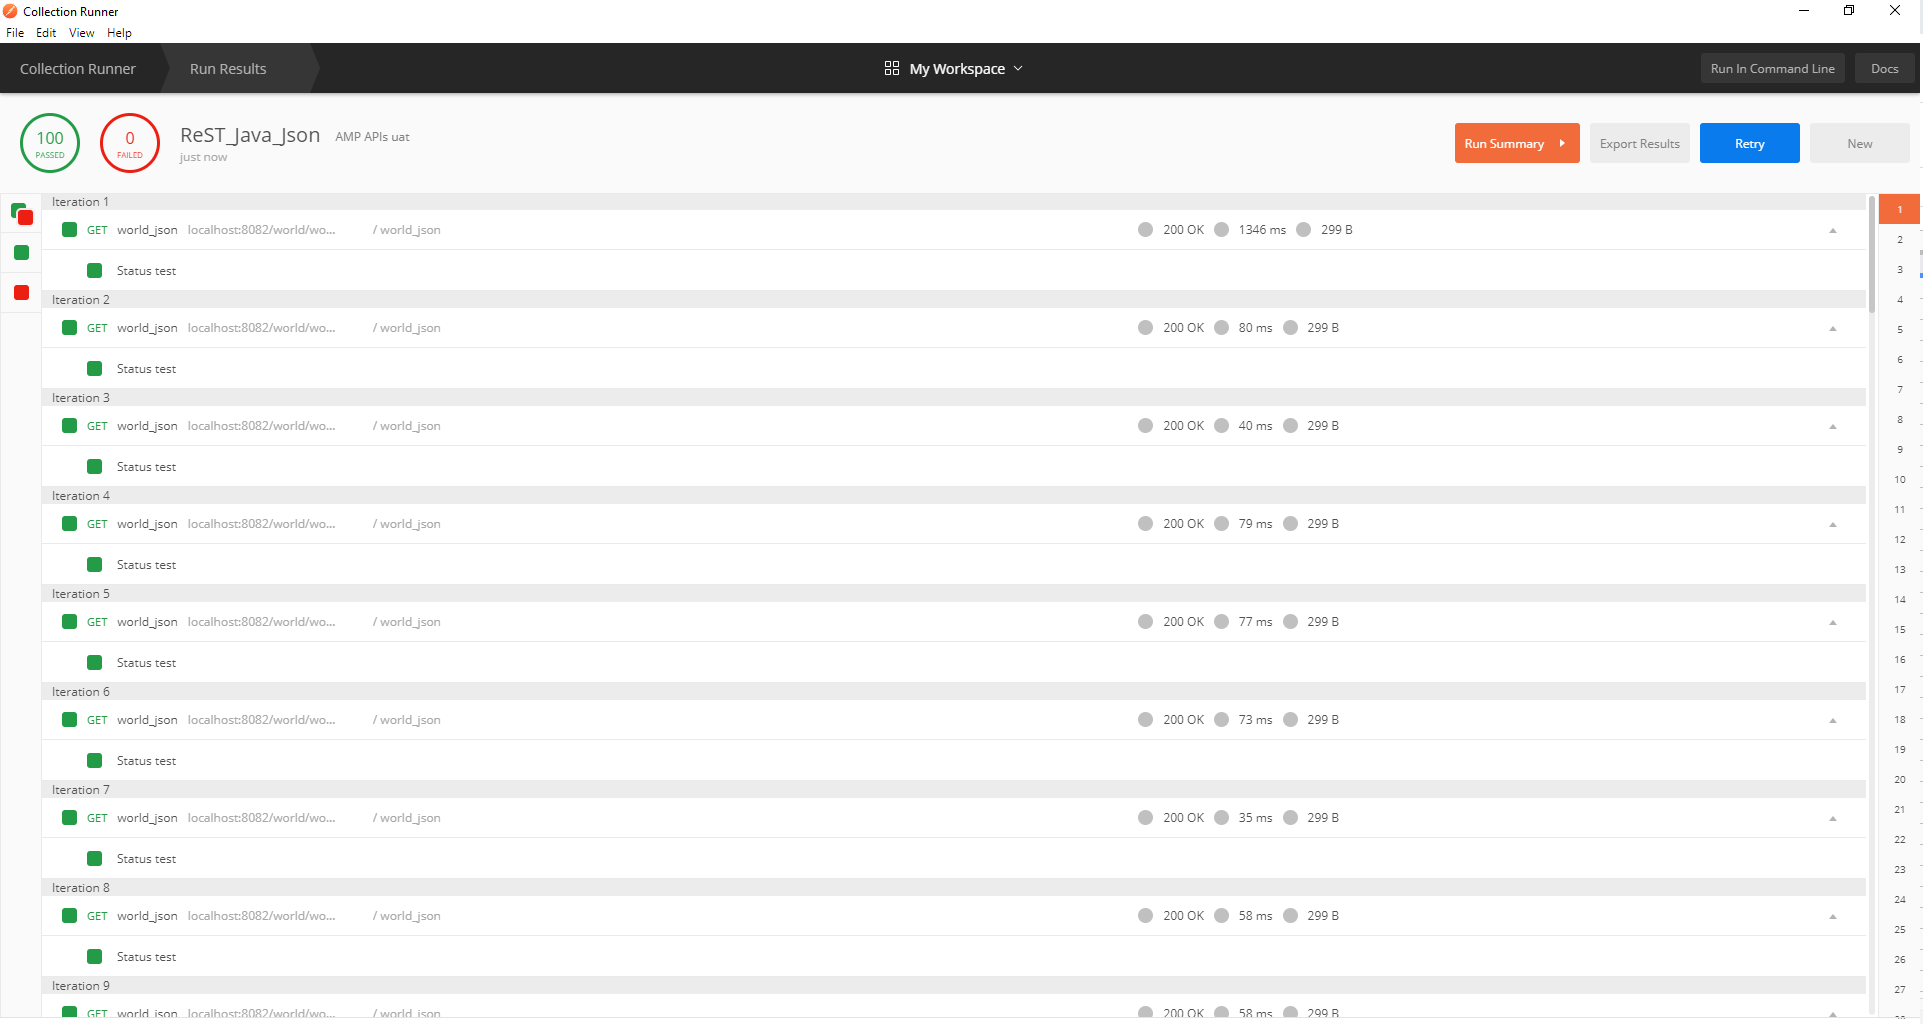 Collection Runner
File Edit View Help
Collection Runner Run Results My Workspace Run In Command Line Docs
100 PASSED 0 FAILED ReST_Java_Json AMP APIs uat
just now
Run Summary Export Results Retry New
Iteration 1
GET world_json localhost:8082/world/wo... / world_json 200 OK 1346 ms 299 B
Status test
Iteration 2
GET world_json localhost:8082/world/wo... / world_json 200 OK 80 ms 299 B
Status test
Iteration 3
GET world_json localhost:8082/world/wo... / world_json 200 OK 40 ms 299 B
Status test
Iteration 4
GET world_json localhost:8082/world/wo... / world_json 200 OK 79 ms 299 B
Status test
Iteration 5
GET world_json localhost:8082/world/wo... / world_json 200 OK 77 ms 299 B
Status test
Iteration 6
GET world_json localhost:8082/world/wo... / world_json 200 OK 73 ms 299 B
Status test
Iteration 7
GET world_json localhost:8082/world/wo... / world_json 200 OK 35 ms 299 B
Status test
Iteration 8
GET world_json localhost:8082/world/wo... / world_json 200 OK 58 ms 299 B
Status test
Iteration 9
GET world_json localhost:8082/world/wo... / world_json 200 OK 58 ms 299 B
1
2
3
4
5
6
7
8
9
10
11
12
13
14
15
16
17
18
19
20
21
22
23
24
25
26
27
28